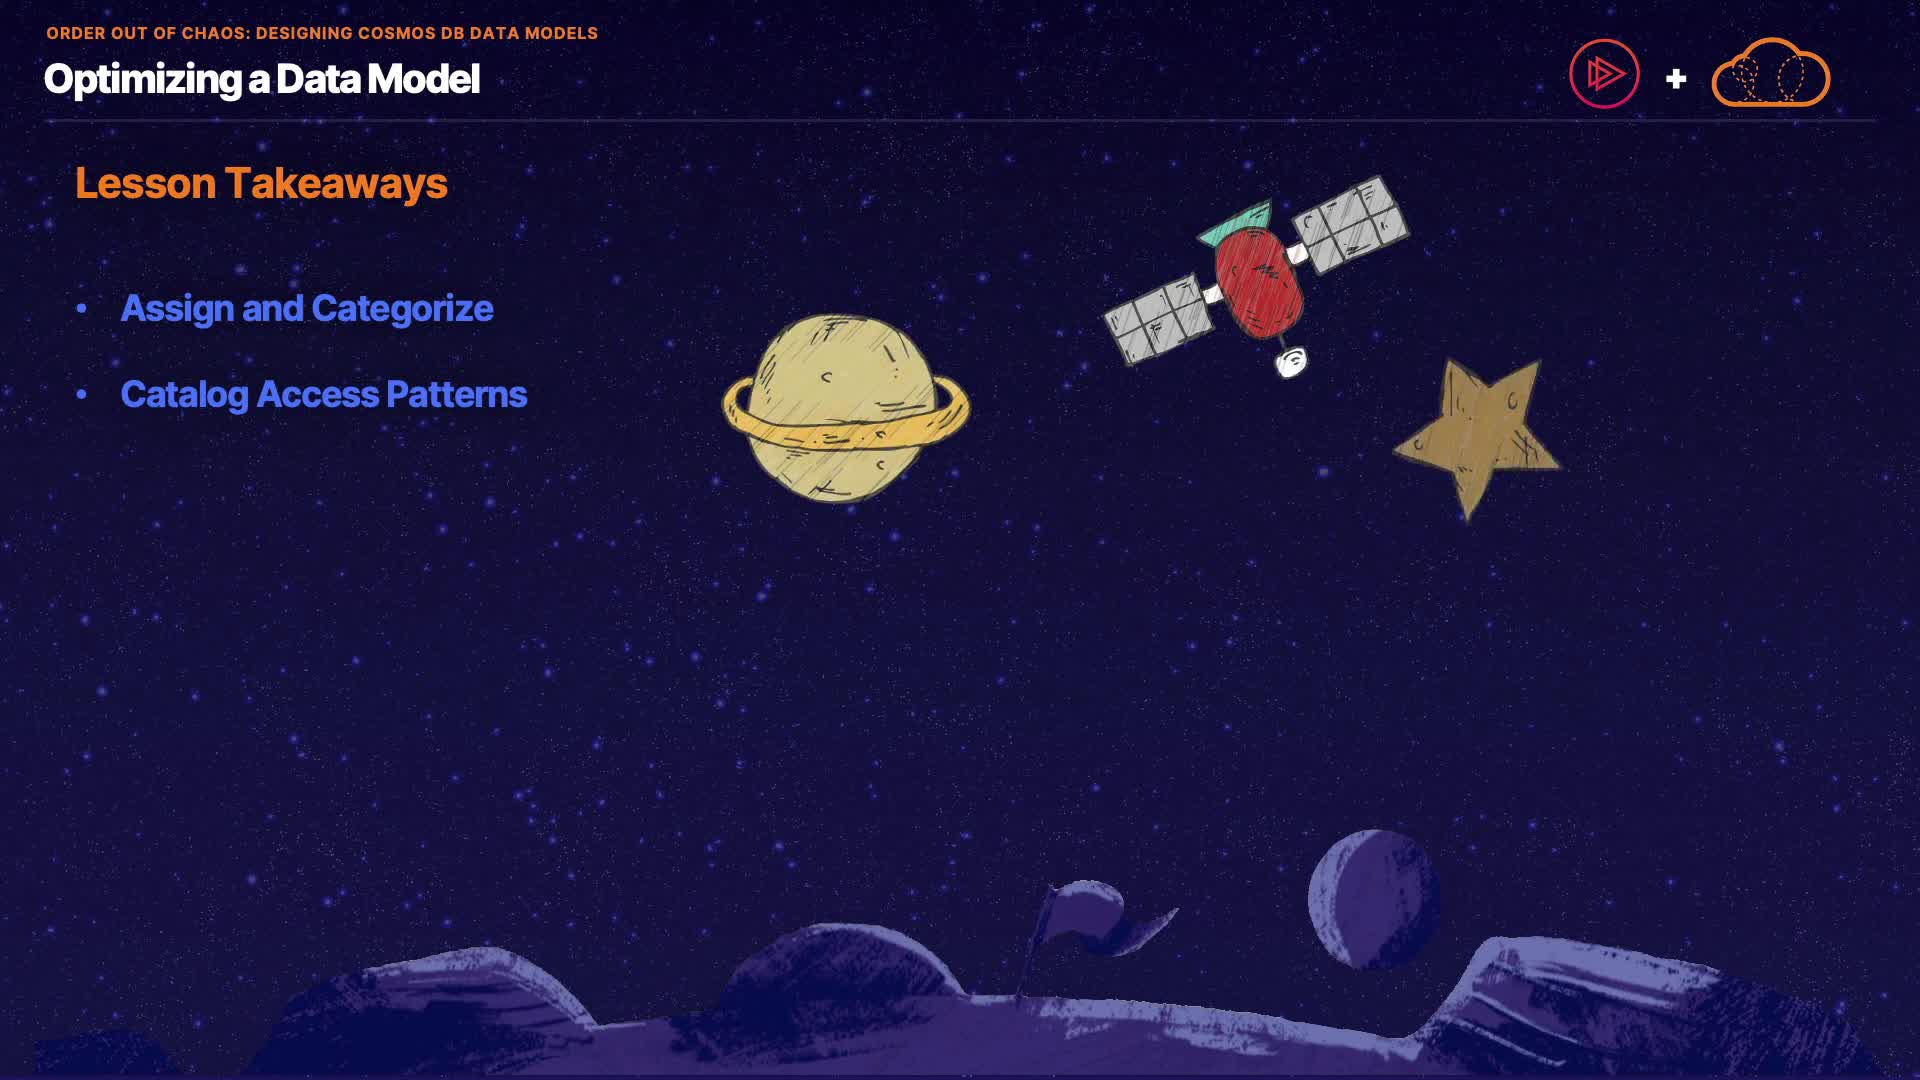 ORDER OUT OF CHAOS: DESIGNING COSMOS DB DATA MODELS
Optimizing a Data Model
+
Lesson Takeaways
• Assign and Categorize
• Catalog Access Patterns